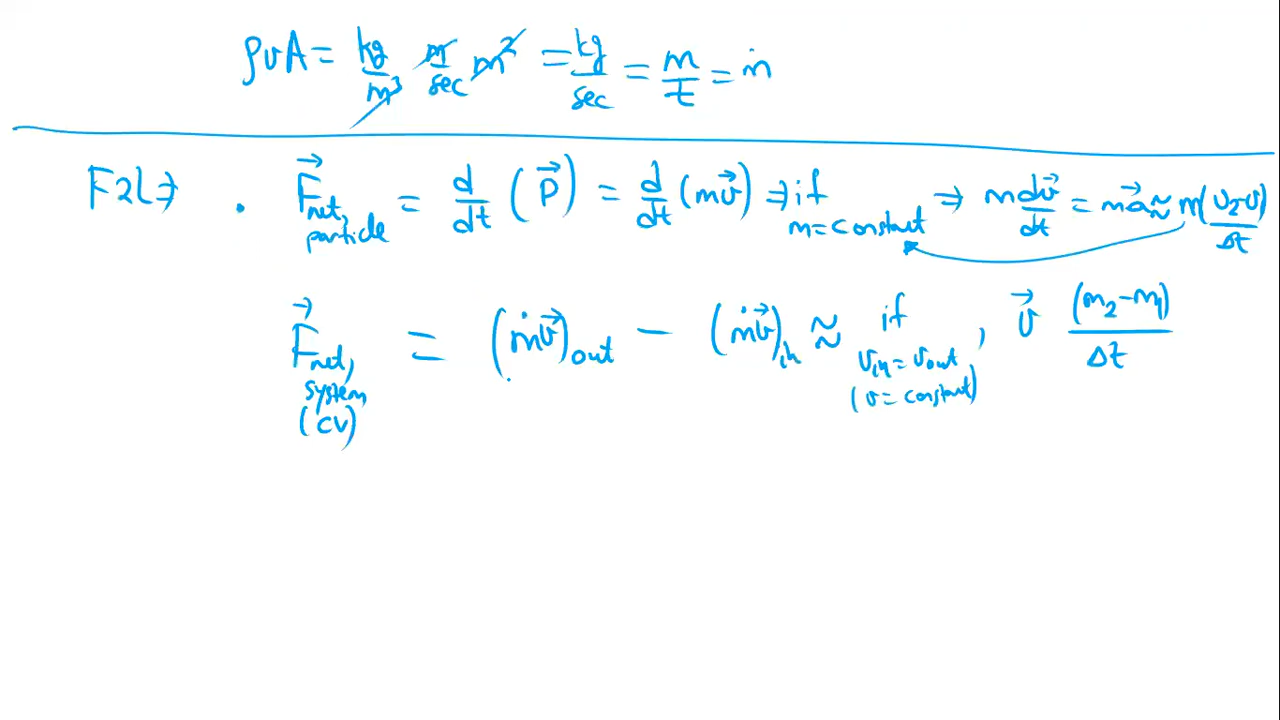 ρvA = kg/m³ m/sec m² = kg/sec = m/t = ṁ
F2L⇒ • F⃗net, particle = d/dt (P⃗) = d/dt (mv⃗) ⇒ if m=constant ⇒ m dv⃗/dt = ma⃗ ≈ m(v₂-v₁)/Δt
F⃗net, system (CV) = (ṁv⃗)out − (ṁv⃗)in ≈ if vin=vout (v=constant), v⃗ (m₂-m₁)/Δt